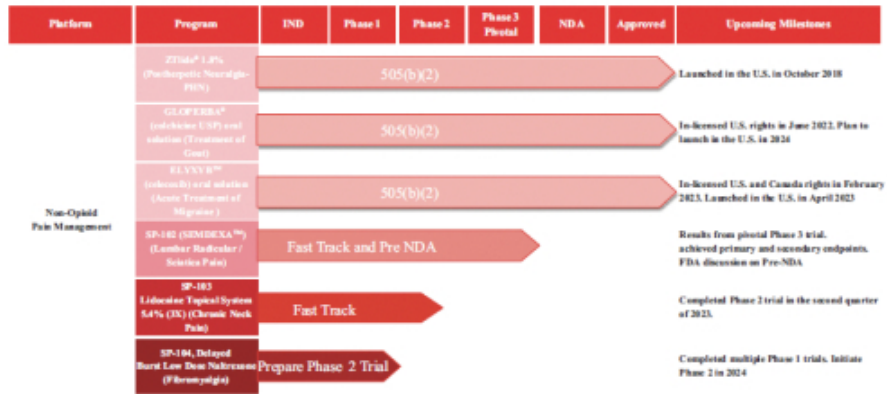 Platform
Program
IND
Phase 1
Phase 2
Phase 3
Pivotal
NDA
Approved
Upcoming Milestones
Non-Opioid
Pain Management
ZTlido® 1.8%
(Postherpetic Neuralgia-
PHN)
505(b)(2)
Launched in the U.S. in October 2018
GLOPERBA®
(colchicine USP) oral
solution (Treatment of
Gout)
505(b)(2)
In-licensed U.S. rights in June 2022. Plan to
launch in the U.S. in 2024
ELYXYB™
(celecoxib) oral solution
(Acute Treatment of
Migraine )
505(b)(2)
In-licensed U.S. and Canada rights in February
2023. Launched in the U.S. in April 2023
SP-102 (SEMDEXA™)
(Lumbar Radicular /
Sciatica Pain)
Fast Track and Pre NDA
Results from pivotal Phase 3 trial.
achieved primary and secondary endpoints.
FDA discussion on Pre-NDA
SP-103
Lidocaine Topical System
5.4% (3X) (Chronic Neck
Pain)
Fast Track
Completed Phase 2 trial in the second quarter
of 2023.
SP-104, Delayed
Burst Low Dose Naltrexone
(Fibromyalgia)
Prepare Phase 2 Trial
Completed multiple Phase 1 trials. Initiate
Phase 2 in 2024